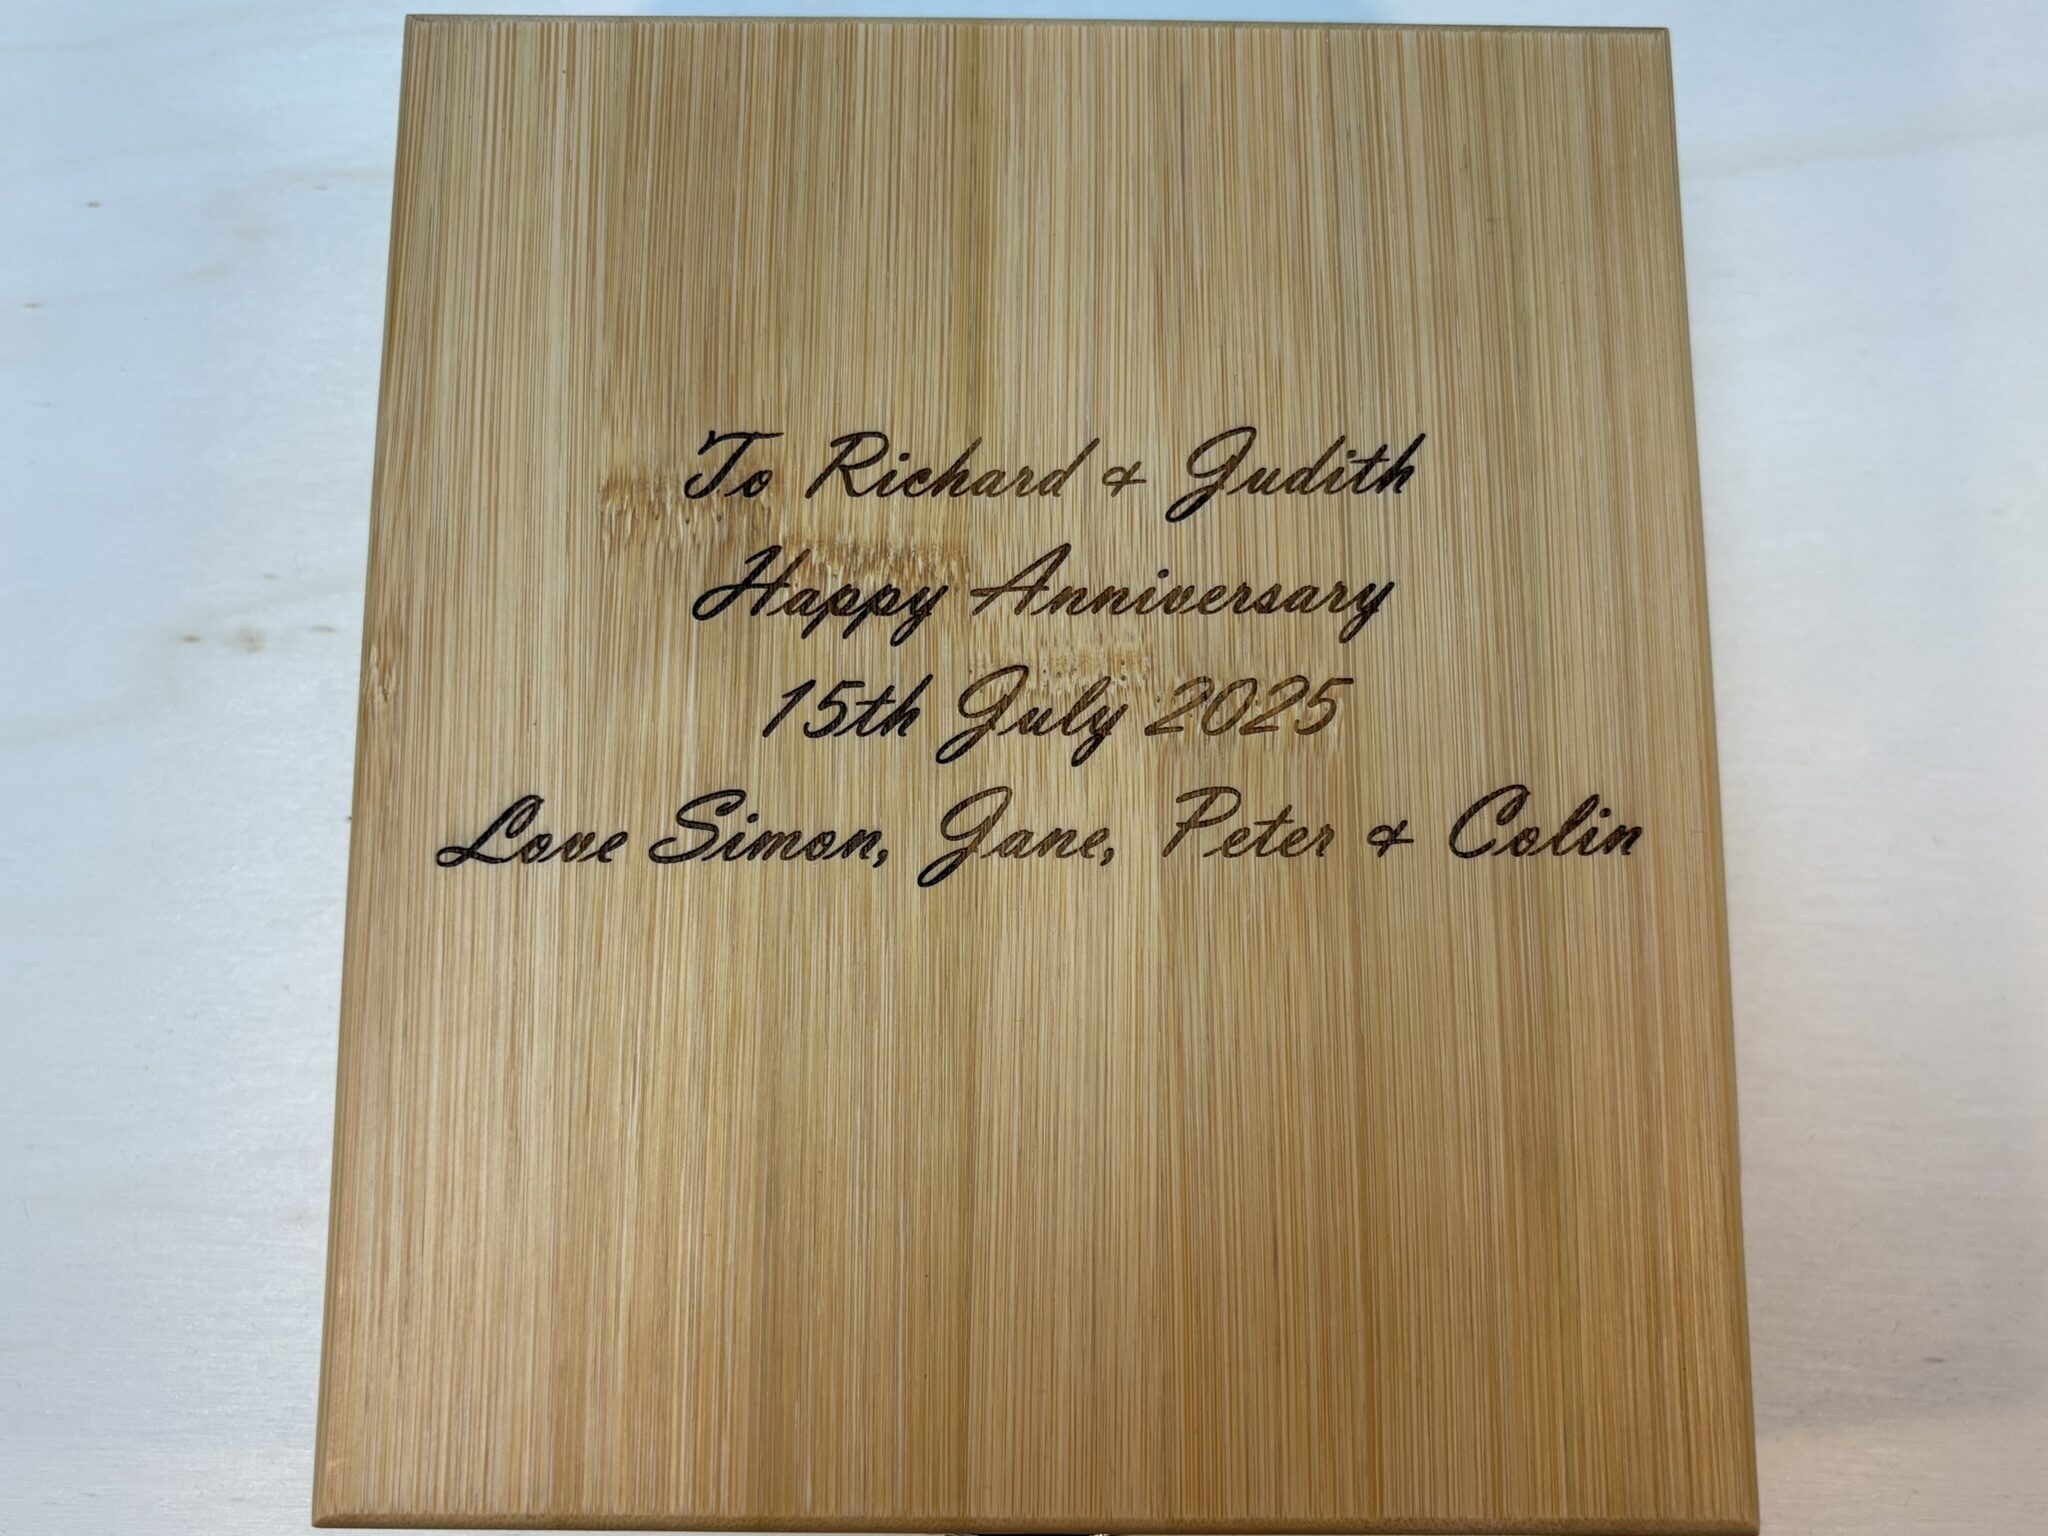 To Richard & Judith
Happy Anniversary
15th July 2025
Love Simon, Jane, Peter & Colin